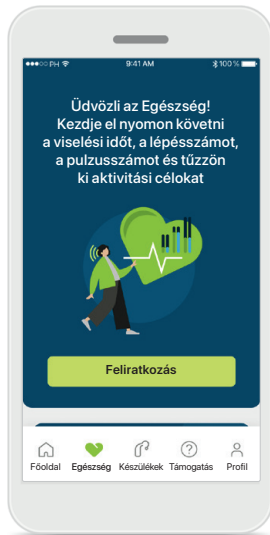 PH 9:41 AM 100%
Üdvözli az Egészség!
Kezdje el nyomon követni
a viselési időt, a lépésszámot,
a pulzusszámot és tűzzön
ki aktivitási célokat
Feliratkozás
Főoldal Egészség Készülékek Támogatás Profil